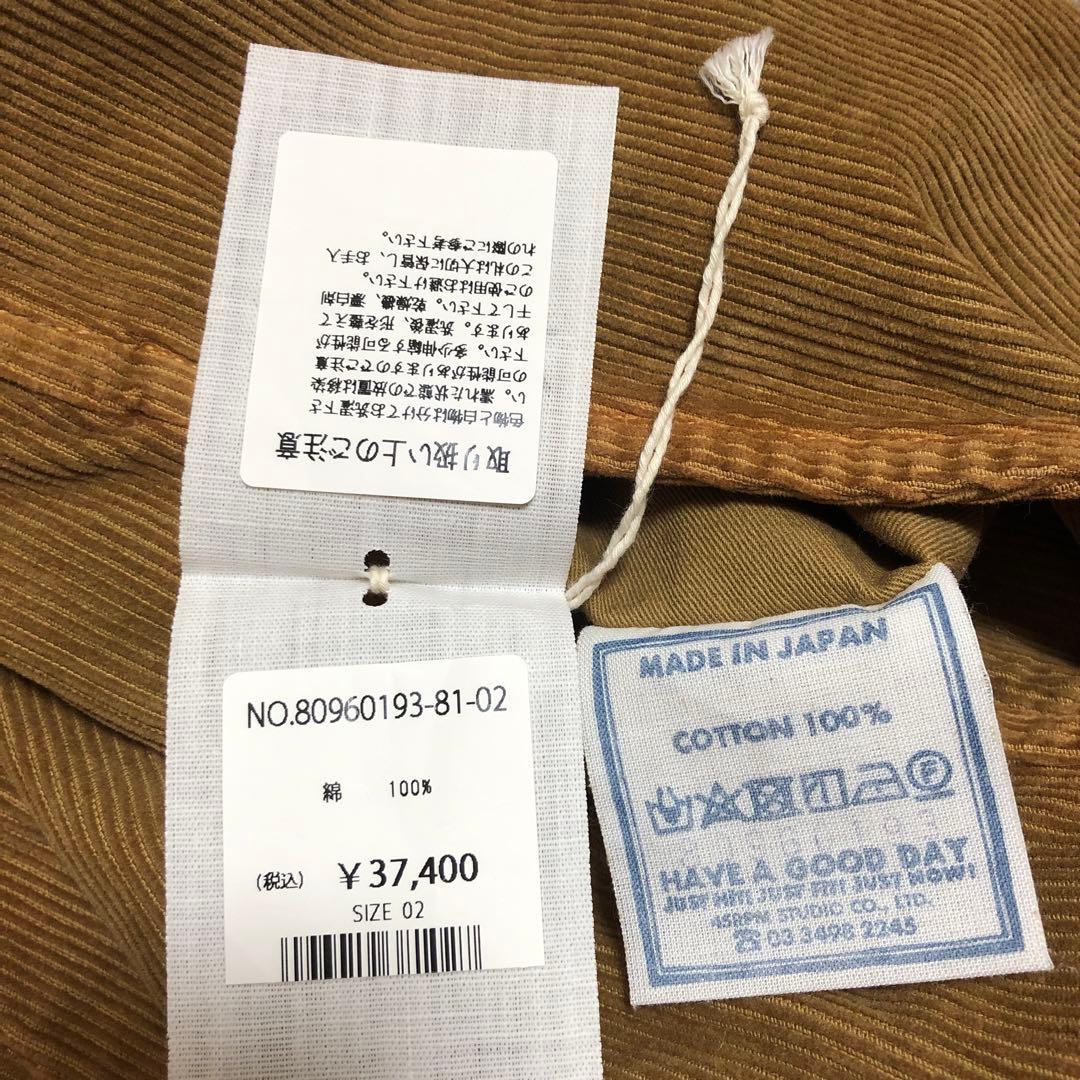 取り扱い上のご注意
色物と白物は分けてお洗濯下さ
い。濡れた状態での放置は移染
の可能性がありますのでご注意
下さい。多少伸縮する可能性が
あります。洗濯後、形を整えて
干して下さい。乾燥機、漂白剤
のご使用はお避け下さい。
この札は大切に保管し、お手入
れの際にご参考下さい。
NO.80960193-81-02
綿 100%
(税込) ¥37,400
SIZE 02
MADE IN JAPAN
COTTON 100%
F
HAVE A GOOD DAY
JUST HIT! JUST FIT! JUST NOW!
45RPM STUDIO CO., LTD.
☎03 3498 2245